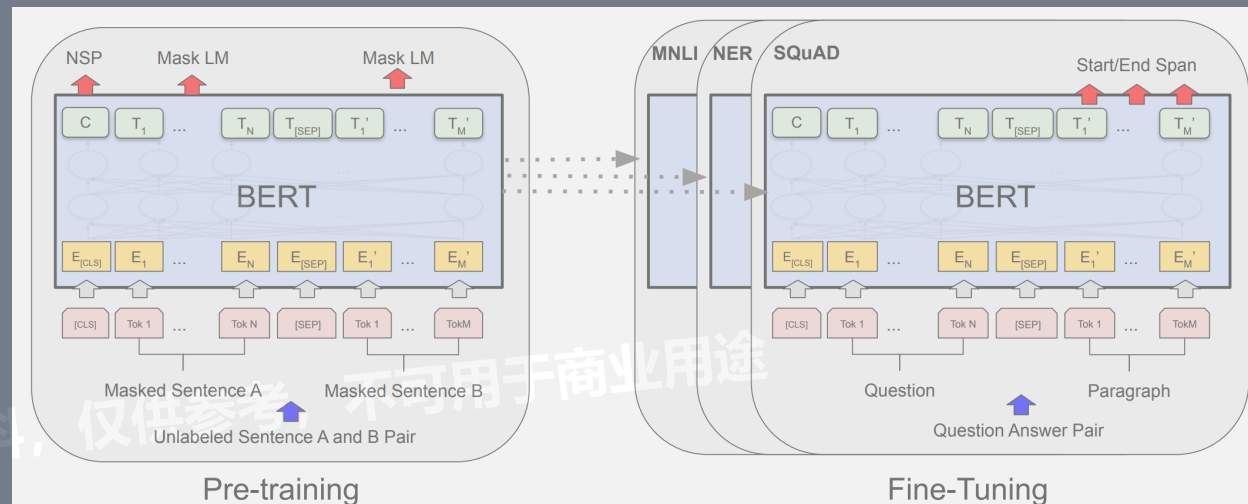 NSP Mask LM Mask LM
C T1 ... TN T[SEP] T1' ... TM'
BERT
E[CLS] E1 ... EN E[SEP] E1' ... EM'
[CLS] Tok 1 ... Tok N [SEP] Tok 1 ... TokM
Masked Sentence A Masked Sentence B
Unlabeled Sentence A and B Pair
Pre-training
MNLI NER SQuAD
Start/End Span
C T1 ... TN T[SEP] T1' ... TM'
BERT
E[CLS] E1 ... EN E[SEP] E1' ... EM'
[CLS] Tok 1 ... Tok N [SEP] Tok 1 ... TokM
Question Paragraph
Question Answer Pair
Fine-Tuning
料,仅供参考,不可用于商业用途